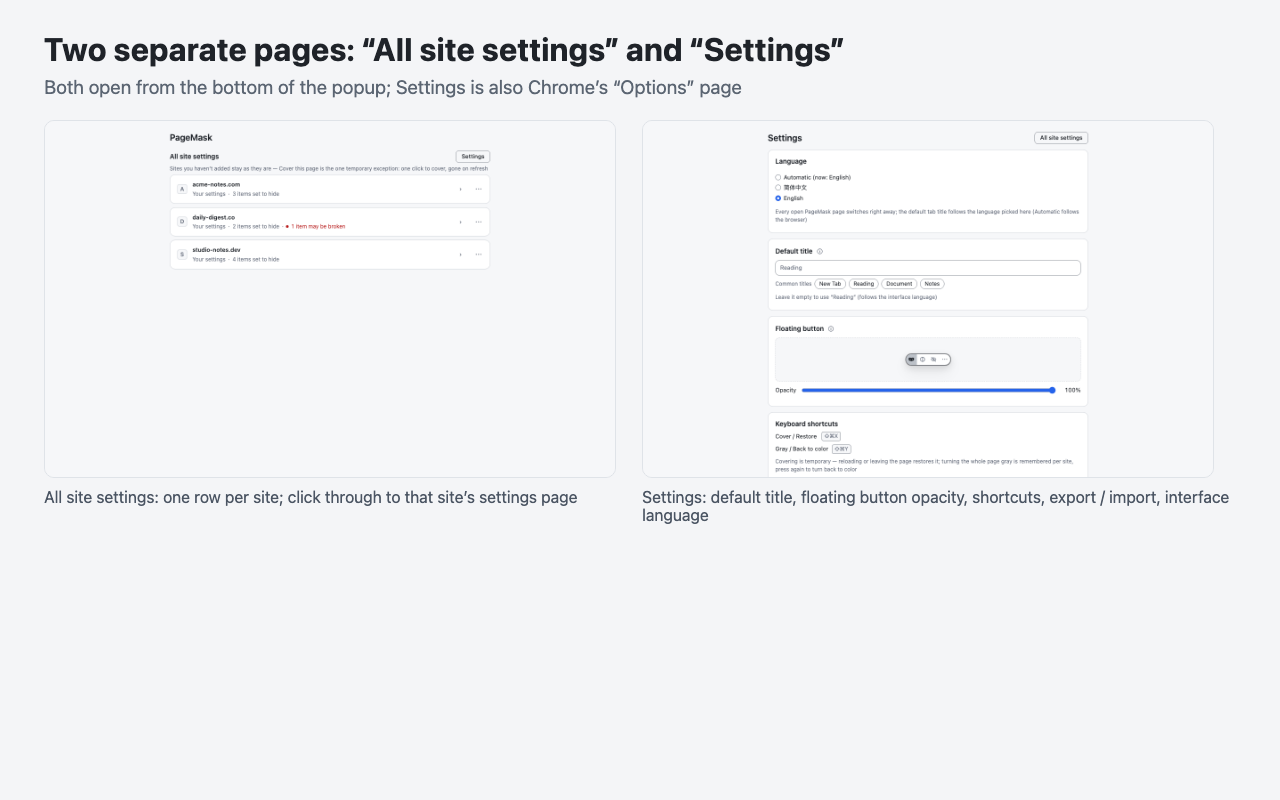 Two separate pages: “All site settings” and “Settings”
Both open from the bottom of the popup; Settings is also Chrome’s “Options” page
PageMask
All site settings
Settings
Sites you haven't added stay as they are — Cover this page is the one temporary exception: one click to cover, gone on refresh
A
acme-notes.com
Your settings · 3 items set to hide
D
daily-digest.co
Your settings · 2 items set to hide · ● 1 item may be broken
S
studio-notes.dev
Your settings · 4 items set to hide
All site settings: one row per site; click through to that site’s settings page
Settings
All site settings
Language
Automatic (now: English)
简体中文
English
Every open PageMask page switches right away; the default tab title follows the language picked here (Automatic follows
the browser)
Default title
Reading
Common titles New Tab Reading Document Notes
Leave it empty to use "Reading" (follows the interface language)
Floating button
Opacity 100%
Keyboard shortcuts
Cover / Restore ⇧⌘X
Gray / Back to color ⇧⌘Y
Covering is temporary — reloading or leaving the page restores it; turning the whole page gray is remembered per site,
press again to turn back to color
Settings: default title, floating button opacity, shortcuts, export / import, interface
language